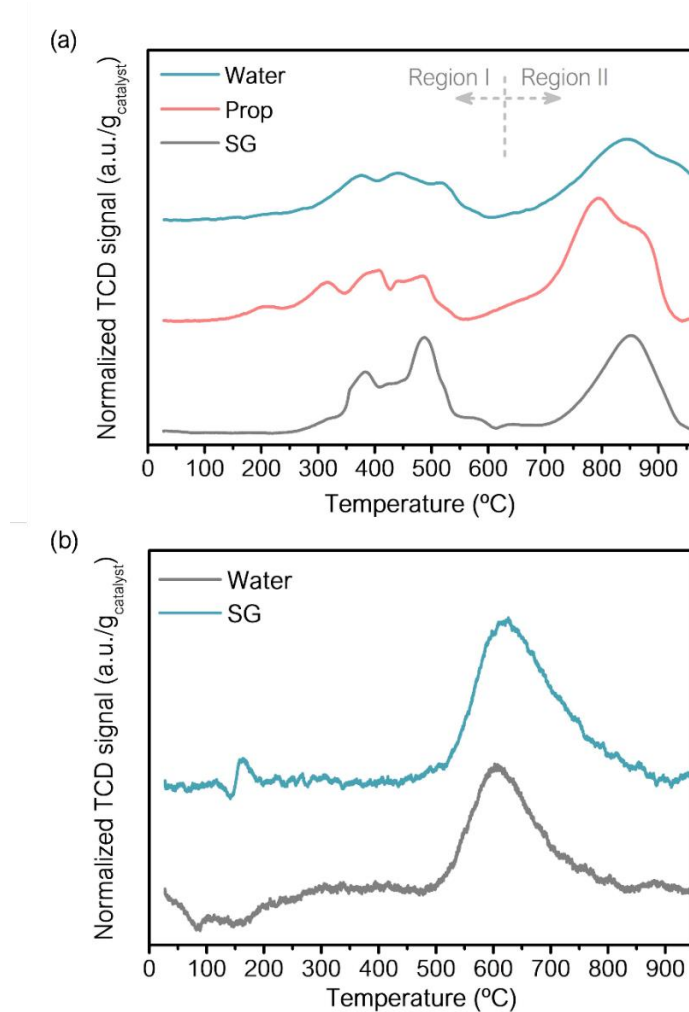 (a)
Normalized TCD signal (a.u./g_catalyst)
Water
Prop
SG
Region I
Region II
0 100 200 300 400 500 600 700 800 900
Temperature (ºC)
(b)
Normalized TCD signal (a.u./g_catalyst)
Water
SG
0 100 200 300 400 500 600 700 800 900
Temperature (ºC)